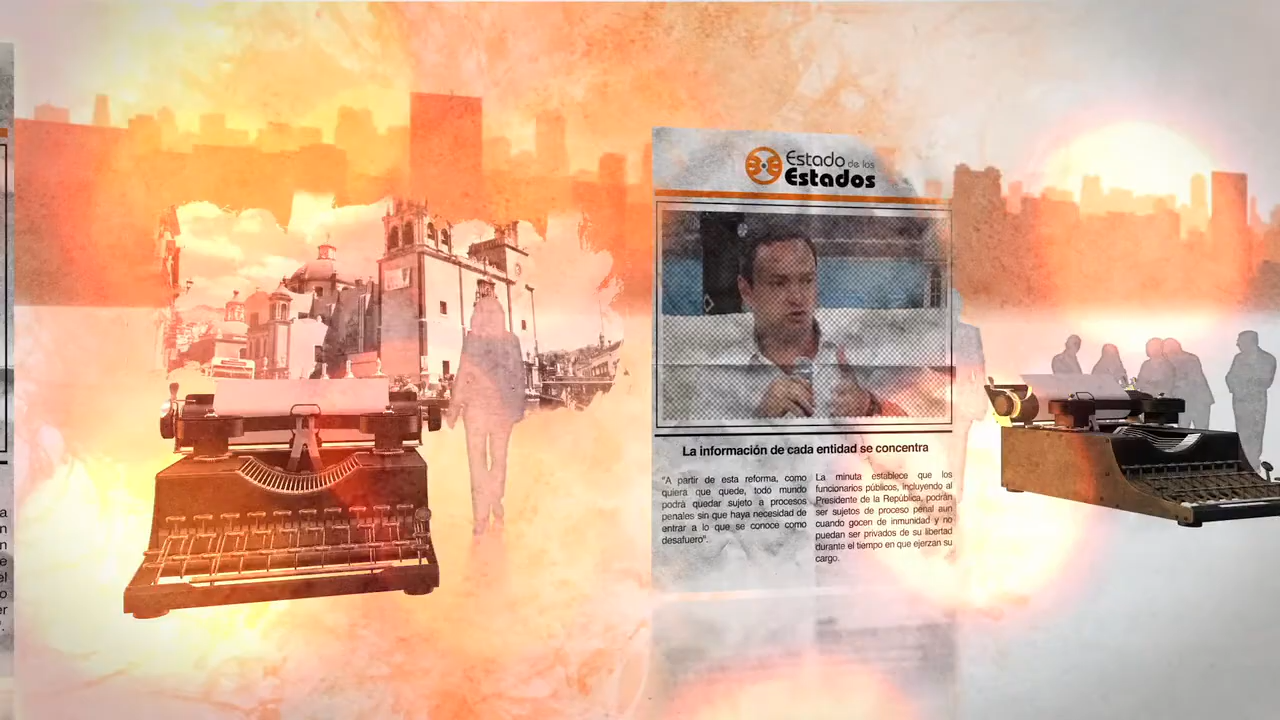 Estado de los
Estados
La información de cada entidad se concentra
"A partir de esta reforma, como
quiera que quede, todo mundo
podrá quedar sujeto a procesos
penales sin que haya necesidad de
entrar a lo que se conoce como
desafuero".
La minuta establece que los
funcionarios públicos, incluyendo al
Presidente de la República, podrán
ser sujetos de proceso penal aun
cuando gocen de inmunidad y no
puedan ser privados de su libertad
durante el tiempo en que ejerzan su
cargo.